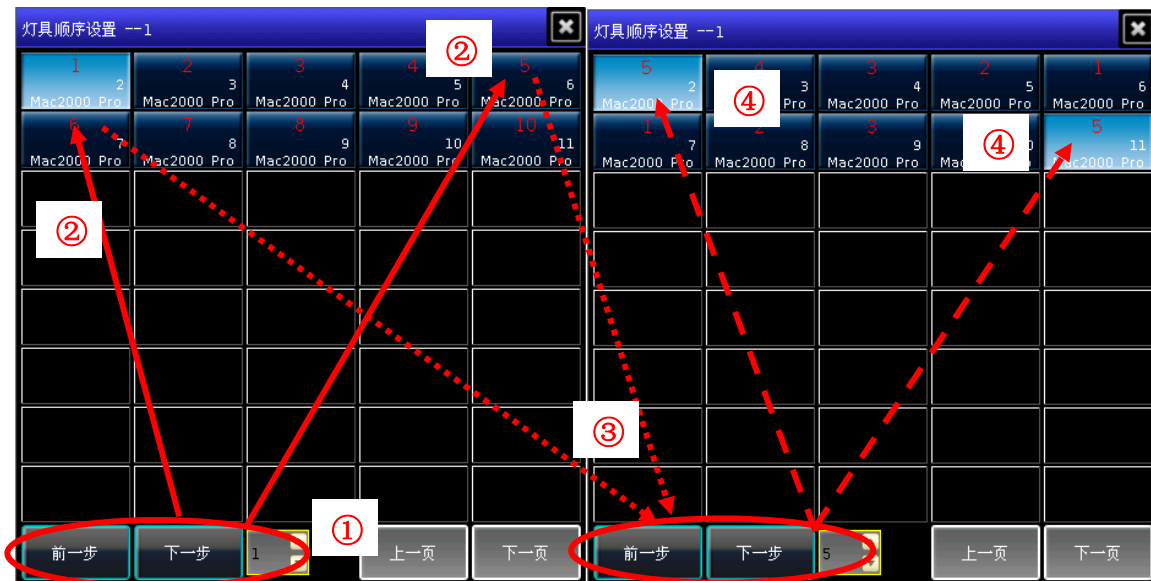 灯具顺序设置 --1
1 2 3 4 5
2 3 4 5 6
Mac2000 Pro Mac2000 Pro Mac2000 Pro Mac2000 Pro Mac2000 Pro
②
6 7 8 9 10
7 8 9 10 11
Mac2000 Pro Mac2000 Pro Mac2000 Pro Mac2000 Pro Mac2000 Pro
②
①
前一步 下一步 1 上一页 下一页
灯具顺序设置 --1
5 4 3 2 1
2 3 4 5 6
Mac2000 Pro Pro Mac2000 Pro Mac2000 Pro Mac2000 Pro
④
1 2 3 5
7 8 9 0 11
Mac2000 Pro Mac2000 Pro Mac2000 Pro Mac2000 Pro
④
③
前一步 下一步 5 上一页 下一页